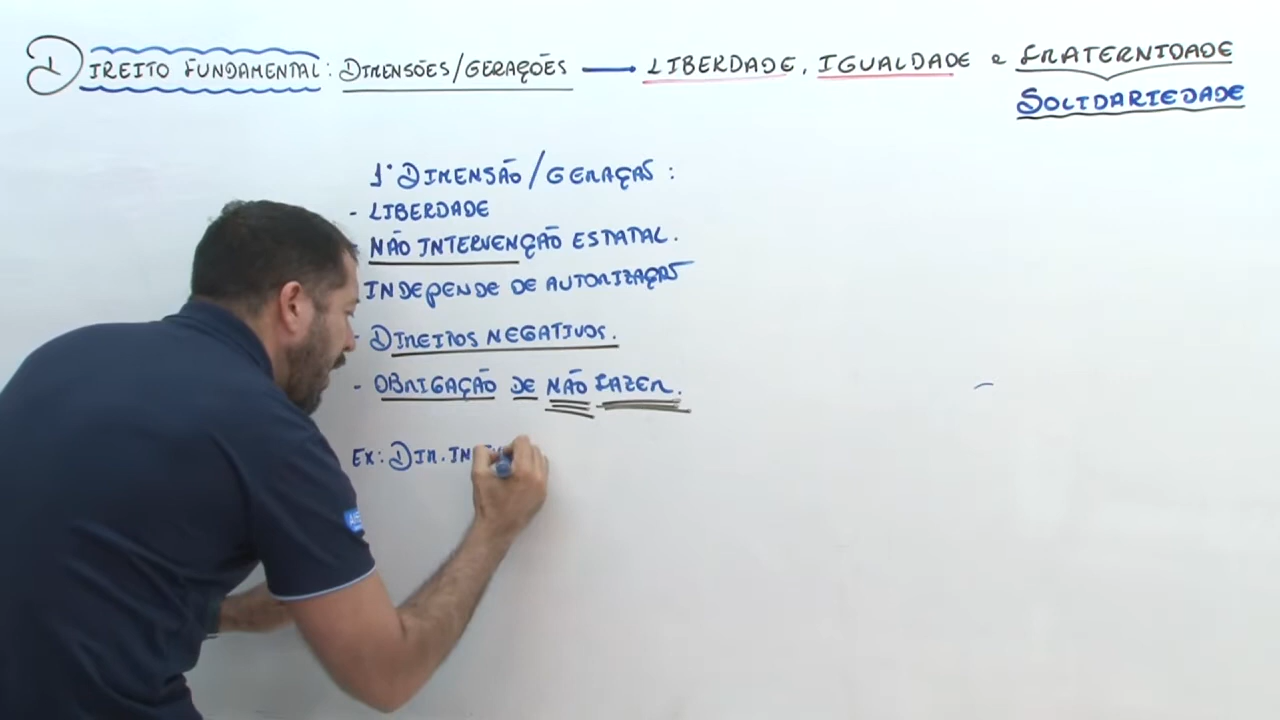 DIREITO FUNDAMENTAL: DIMENSÕES/GERAÇÕES → LIBERDADE, IGUALDADE e FRATERNIDADE
SOLIDARIEDADE
1ª DIMENSÃO/GERAÇÃO:
- LIBERDADE
NÃO INTERVENÇÃO ESTATAL.
INDEPENDE DE AUTORIZAÇÃO
- DIREITOS NEGATIVOS.
- OBRIGAÇÃO DE NÃO FAZER.
EX: DIR.